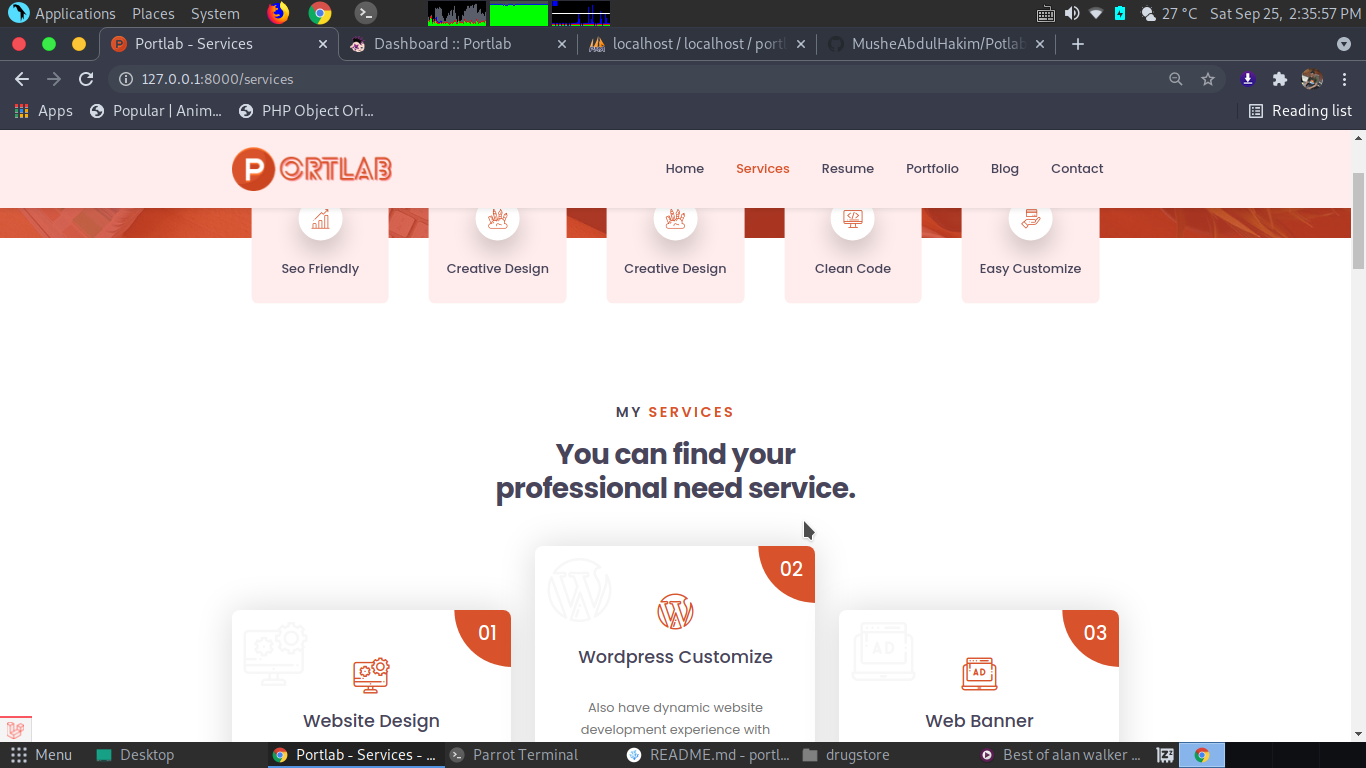 Applications Places System 27 °C Sat Sep 25, 2:35:57 PM
Portlab - Services Dashboard :: Portlab localhost / localhost / portl MusheAbdulHakim/Potlab
127.0.0.1:8000/services
Apps Popular | Anim... PHP Object Ori... Reading list
PORTLAB Home Services Resume Portfolio Blog Contact
Seo Friendly Creative Design Creative Design Clean Code Easy Customize
MY SERVICES
You can find your
professional need service.
02
01 03
Wordpress Customize
AD AD
Also have dynamic website
Website Design Web Banner
development experience with
Menu Desktop Portlab - Services - ... Parrot Terminal README.md - portl... drugstore Best of alan walker ...